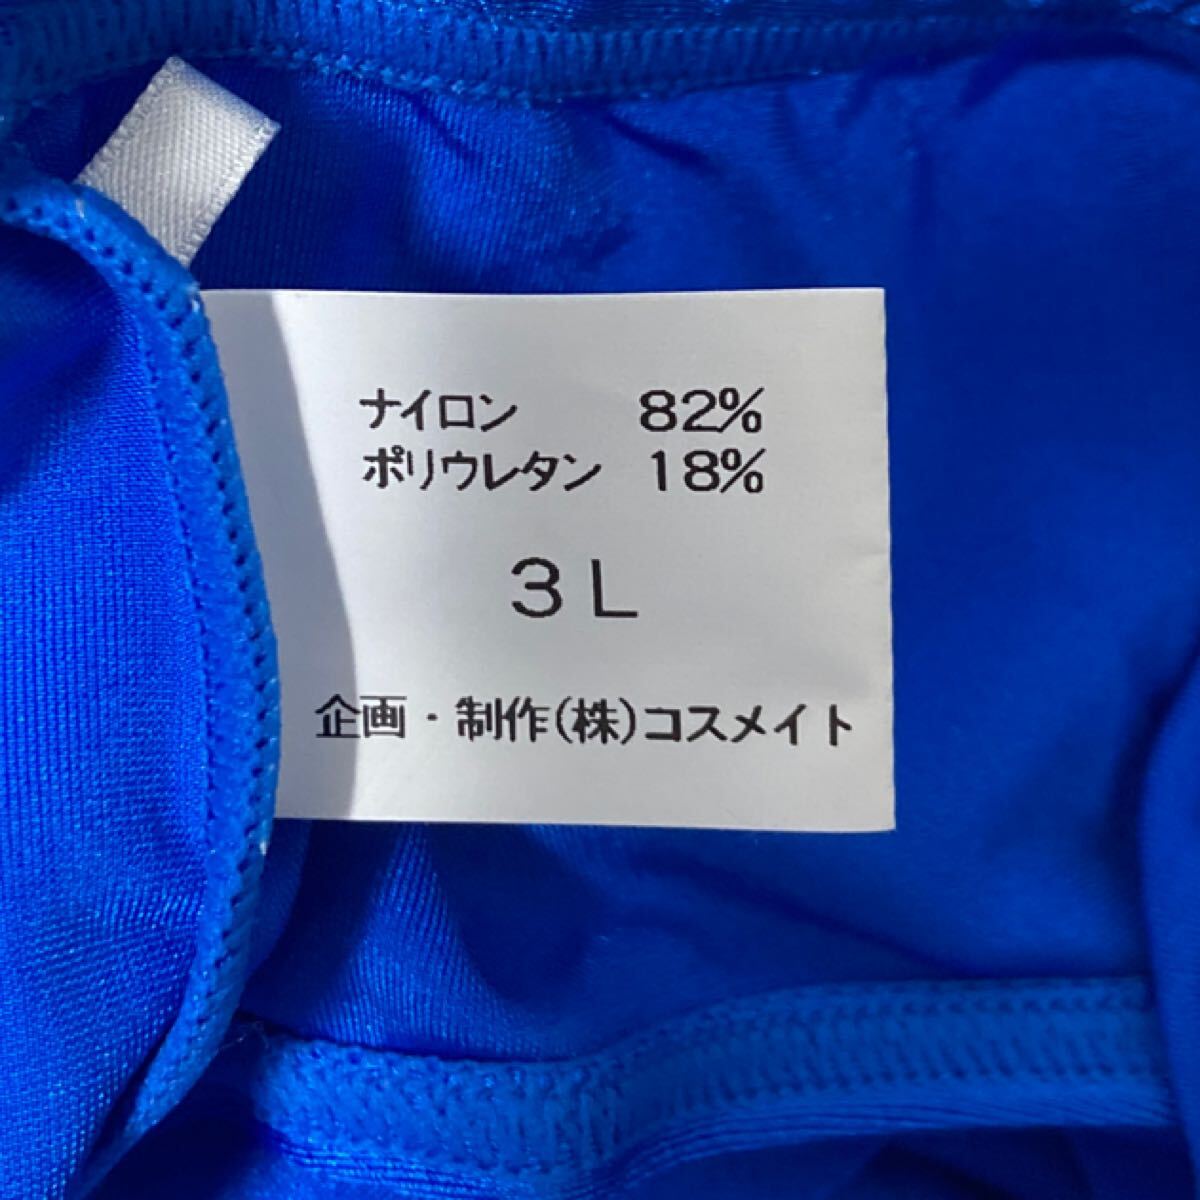 ナイロン 82%
ポリウレタン 18%
3L
企画・制作(株)コスメイト